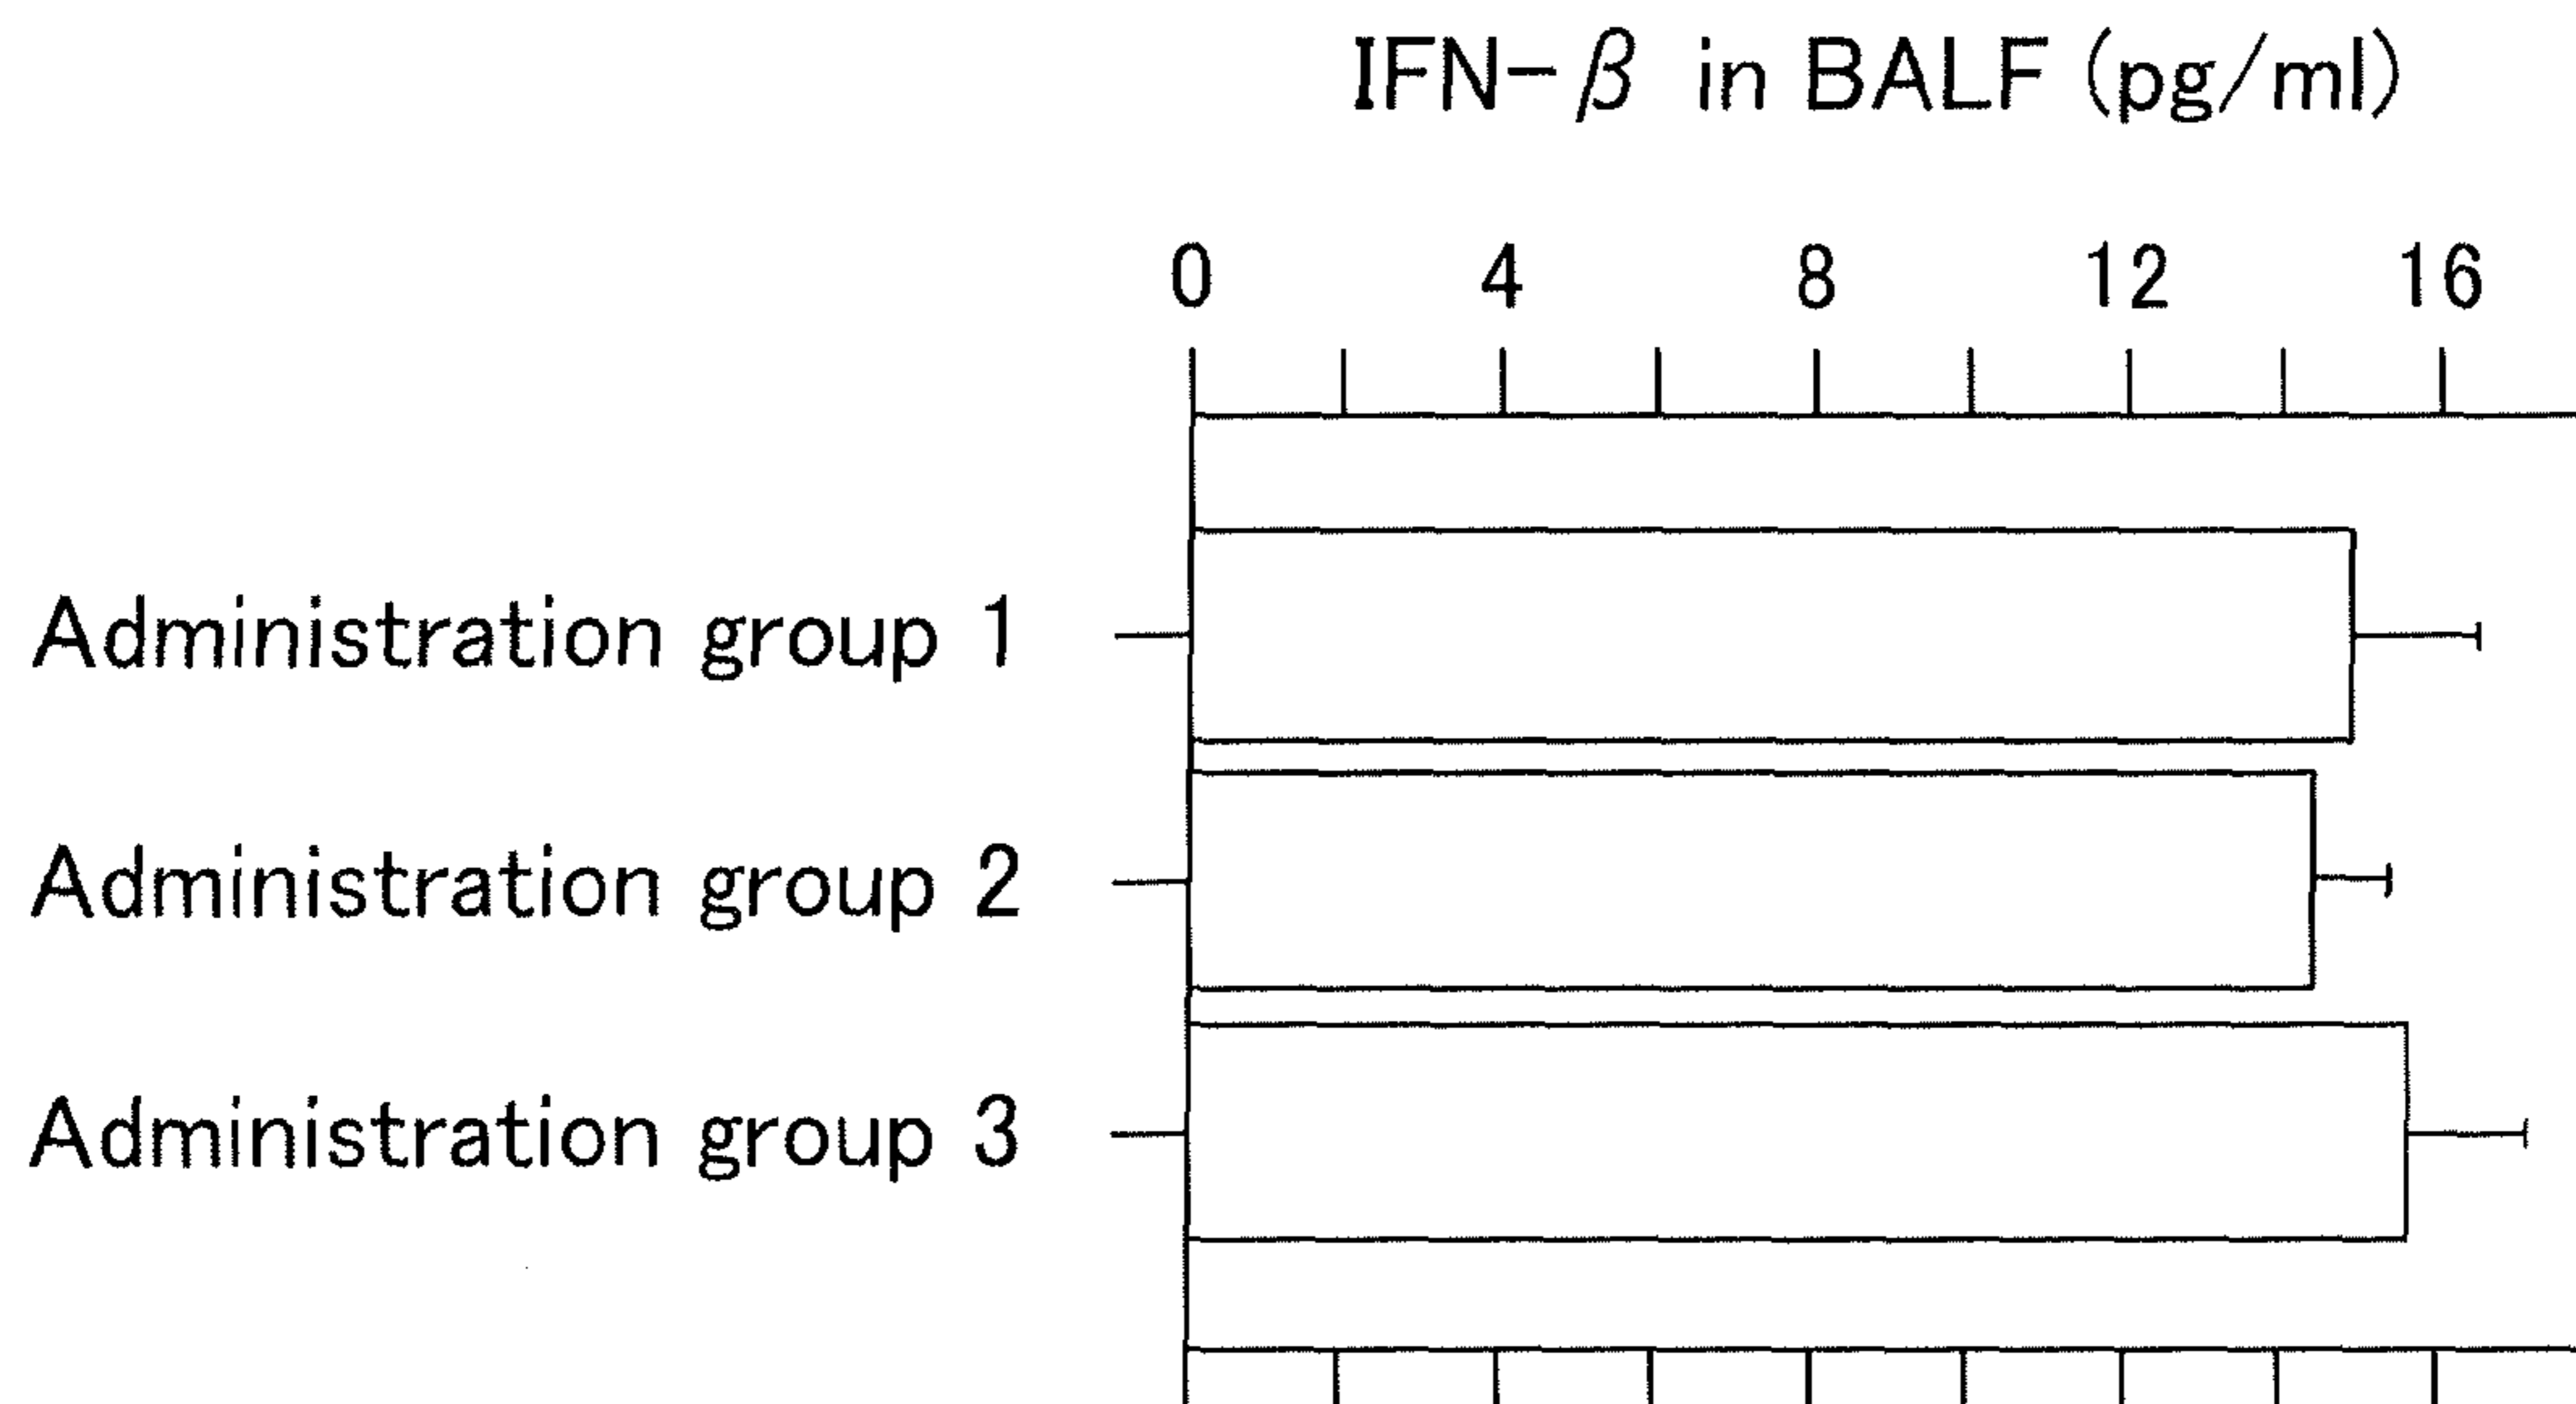 IFN-β in BALF (pg/ml)
0 4 8 12 16
Administration group 1
Administration group 2
Administration group 3